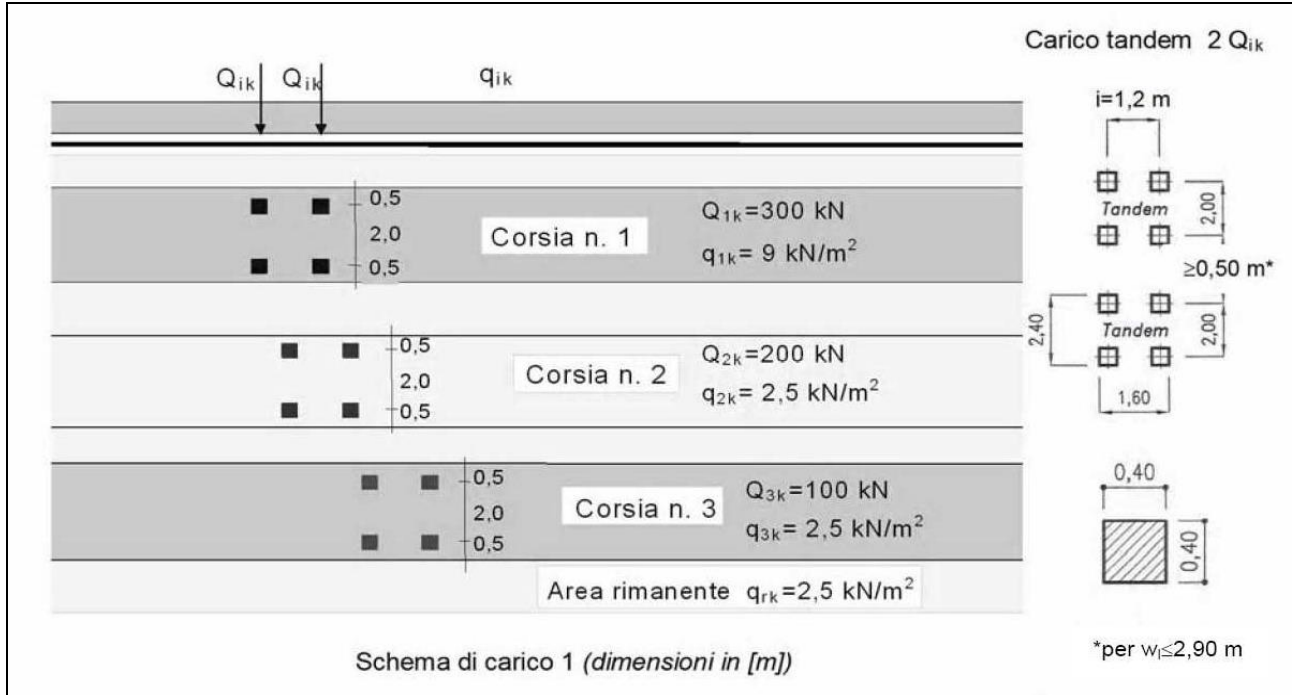 Carico tandem 2 Qik
Qik Qik qik
i=1,2 m
0,5
2,0
0,5
Corsia n. 1
Q1k=300 kN
q1k= 9 kN/m²
Tandem
2,00
≥0,50 m*
0,5
2,0
0,5
Corsia n. 2
Q2k=200 kN
q2k= 2,5 kN/m²
2,40
Tandem
2,00
1,60
0,5
2,0
0,5
Corsia n. 3
Q3k=100 kN
q3k= 2,5 kN/m²
0,40
0,40
Area rimanente qrk=2,5 kN/m²
Schema di carico 1 (dimensioni in [m])
*per wl≤2,90 m